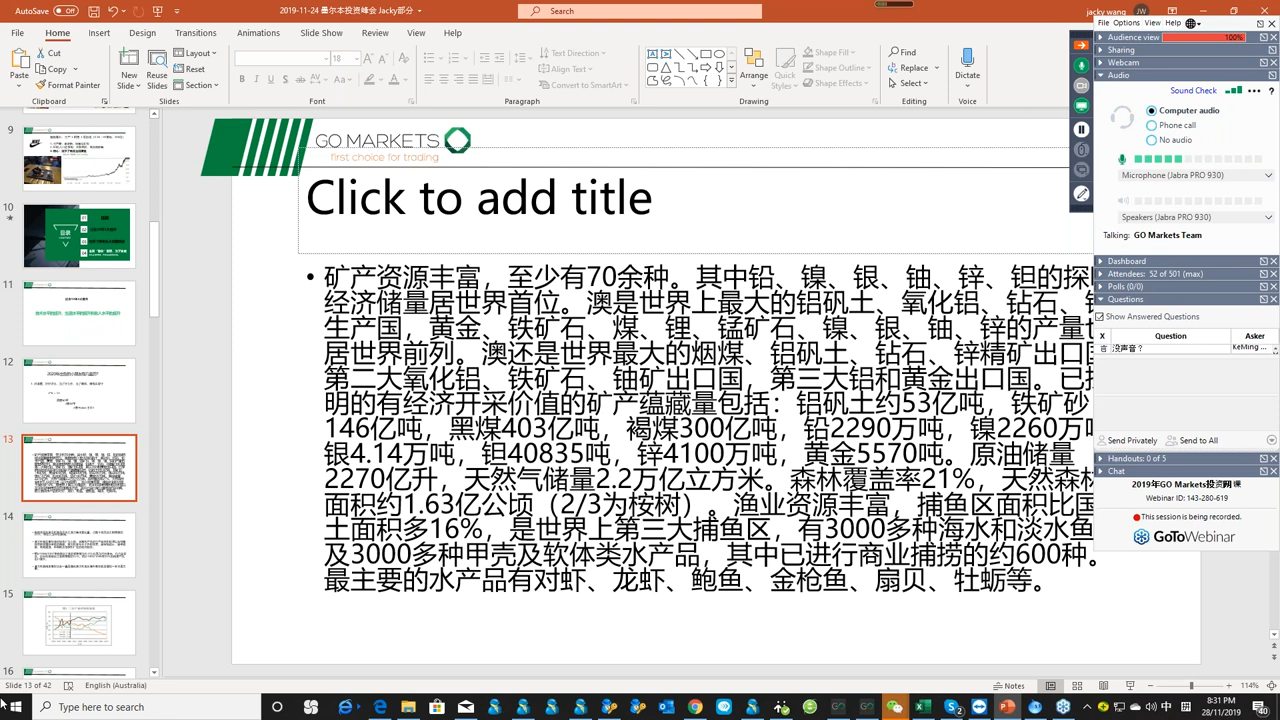 AutoSave Off
2019-11-24 墨尔本投资峰会 Jacky部分
Search
JW
File Home Insert Design Transitions Animations Slide Show Review View Help
Cut
Copy
Format Painter
Paste
Clipboard
New Slide
Reuse Slides
Layout
Reset
Section
Slides
18
Font
Text Direction
Align Text
Convert to SmartArt
Paragraph
Arrange
Quick Styles
Shape Fill
Shape Outline
Shape Effects
Drawing
Find
Replace
Select
Editing
Dictate
Voice
9
10
11
12
13
14
15
16
GO MARKETS
first choice for trading
Click to add title
• 矿产资源丰富，至少有70余种。其中铅、镍、银、铀、锌、钽的探
经济储量居世界首位。澳是世界上最大的铝矾土、氧化铝、钻石、
生产国，黄金、铁矿石、煤、锂、锰矿石、镍、银、铀、锌的产量
居世界前列。澳还是世界最大的烟煤、铝矾土、钻石、锌精矿出口
第二大氧化铝、铁矿石、铀矿出口国，第三大铝和黄金出口国。已
明的有经济开采价值的矿产蕴藏量包括：铝矾土约53亿吨，铁矿砂
146亿吨，黑煤403亿吨，褐煤300亿吨，铅2290万吨，镍2260万
银4.14万吨，钽40835吨，锌4100万吨，黄金5570吨。原油储量
2270亿升，天然气储量2.2万亿立方米。森林覆盖率21%，天然森
面积约1.63亿公顷（2/3为桉树）。渔业资源丰富，捕鱼区面积比
土面积多16%，是世界上第三大捕鱼区，有3000多种海水和淡水鱼
及3000多种甲壳及软体类水产品，其中已进行商业捕捞的约600种。
最主要的水产品有对虾、龙虾、鲍鱼、金枪鱼、扇贝、牡蛎等。
File Options View Help
Audience view 100%
Sharing
Webcam
Audio
Sound Check
?
Computer audio
Phone call
No audio
Microphone (Jabra PRO 930)
Speakers (Jabra PRO 930)
Talking: GO Markets Team
Dashboard
Attendees: 52 of 501 (max)
Polls (0/0)
Questions
Show Answered Questions
X Question Asker
没声音？ KeMing ...
Send Privately Send to All
Handouts: 0 of 5
Chat
2019年GO Markets投资网课
Webinar ID: 143-280-619
This session is being recorded.
GoToWebinar
Slide 13 of 42 English (Australia)
Notes
114%
Type here to search
中
8:31 PM
28/11/2019
40